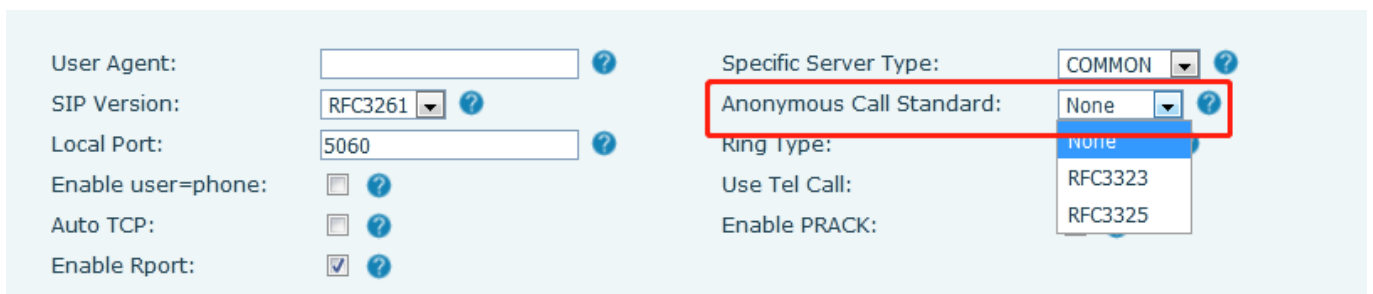 User Agent: Specific Server Type: COMMON
SIP Version: RFC3261 Anonymous Call Standard: None
Local Port: 5060 Ring Type: None
Enable user=phone: Use Tel Call: RFC3323
Auto TCP: Enable PRACK: RFC3325
Enable Rport: